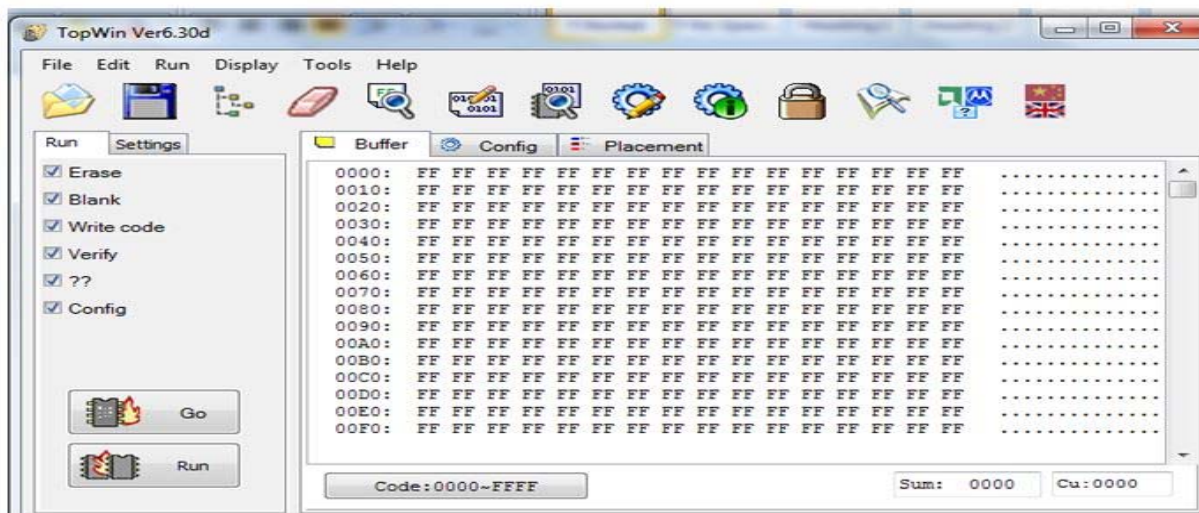 TopWin Ver6.30d
File Edit Run Display Tools Help
Run Settings Buffer Config Placement
Erase
Blank
Write code
Verify
??
Config
Go
Run
0000: FF FF FF FF FF FF FF FF FF FF FF FF FF FF FF FF ...............
0010: FF FF FF FF FF FF FF FF FF FF FF FF FF FF FF FF ...............
0020: FF FF FF FF FF FF FF FF FF FF FF FF FF FF FF FF ...............
0030: FF FF FF FF FF FF FF FF FF FF FF FF FF FF FF FF ...............
0040: FF FF FF FF FF FF FF FF FF FF FF FF FF FF FF FF ...............
0050: FF FF FF FF FF FF FF FF FF FF FF FF FF FF FF FF ...............
0060: FF FF FF FF FF FF FF FF FF FF FF FF FF FF FF FF ...............
0070: FF FF FF FF FF FF FF FF FF FF FF FF FF FF FF FF ...............
0080: FF FF FF FF FF FF FF FF FF FF FF FF FF FF FF FF ...............
0090: FF FF FF FF FF FF FF FF FF FF FF FF FF FF FF FF ...............
00A0: FF FF FF FF FF FF FF FF FF FF FF FF FF FF FF FF ...............
00B0: FF FF FF FF FF FF FF FF FF FF FF FF FF FF FF FF ...............
00C0: FF FF FF FF FF FF FF FF FF FF FF FF FF FF FF FF ...............
00D0: FF FF FF FF FF FF FF FF FF FF FF FF FF FF FF FF ...............
00E0: FF FF FF FF FF FF FF FF FF FF FF FF FF FF FF FF ...............
00F0: FF FF FF FF FF FF FF FF FF FF FF FF FF FF FF FF ...............
Code:0000~FFFF Sum: 0000 Cu:0000